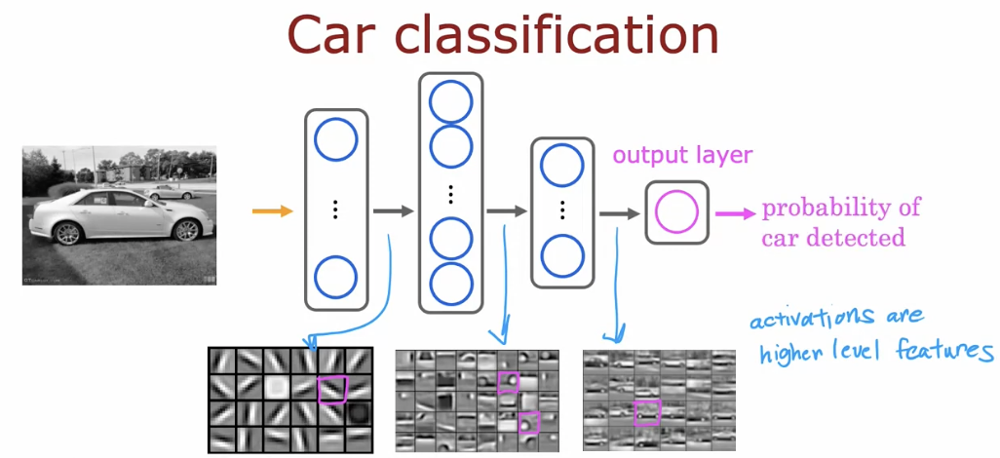 Car classification
output layer
probability of
car detected
activations are
higher level features